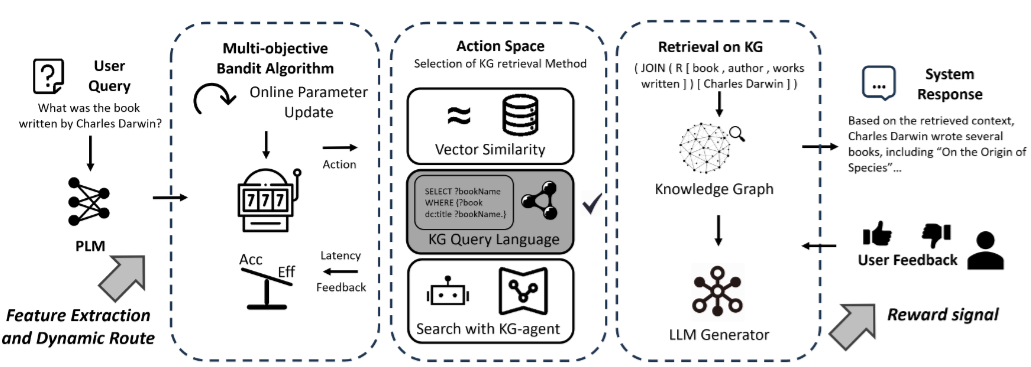 User
Query
What was the book
written by Charles Darwin?
PLM
Feature Extraction
and Dynamic Route
Multi-objective
Bandit Algorithm
Online Parameter
Update
777
Action
Acc
Eff
Latency
Feedback
Action Space
Selection of KG retrieval Method
≈
Vector Similarity
SELECT ?bookName
WHERE {?book
dc:title ?bookName.}
KG Query Language
Search with KG-agent
Retrieval on KG
( JOIN ( R [ book , author , works
written ] ) [ Charles Darwin ] )
Knowledge Graph
LLM Generator
System
Response
Based on the retrieved context,
Charles Darwin wrote several
books, including “On the Origin of
Species”...
User Feedback
Reward signal